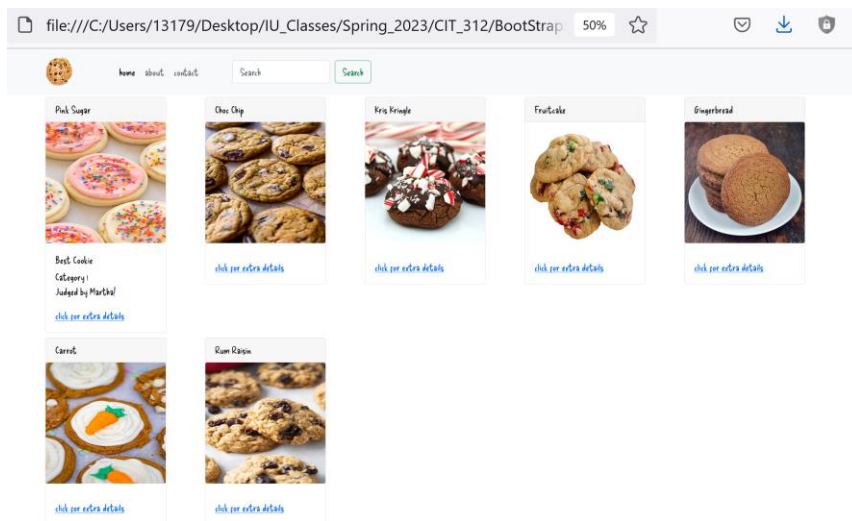 file:///C:/Users/13179/Desktop/IU_Classes/Spring_2023/CIT_312/BootStrap 50%
home about contact Search Search
Pink Sugar Choc Chip Kris Kringle Fruitcake Gingerbread
Best Cookie
Category 1
Judged by Martha!
click for extra details click for extra details click for extra details click for extra details
click for extra details
Carrot Rum Raisin
click for extra details click for extra details